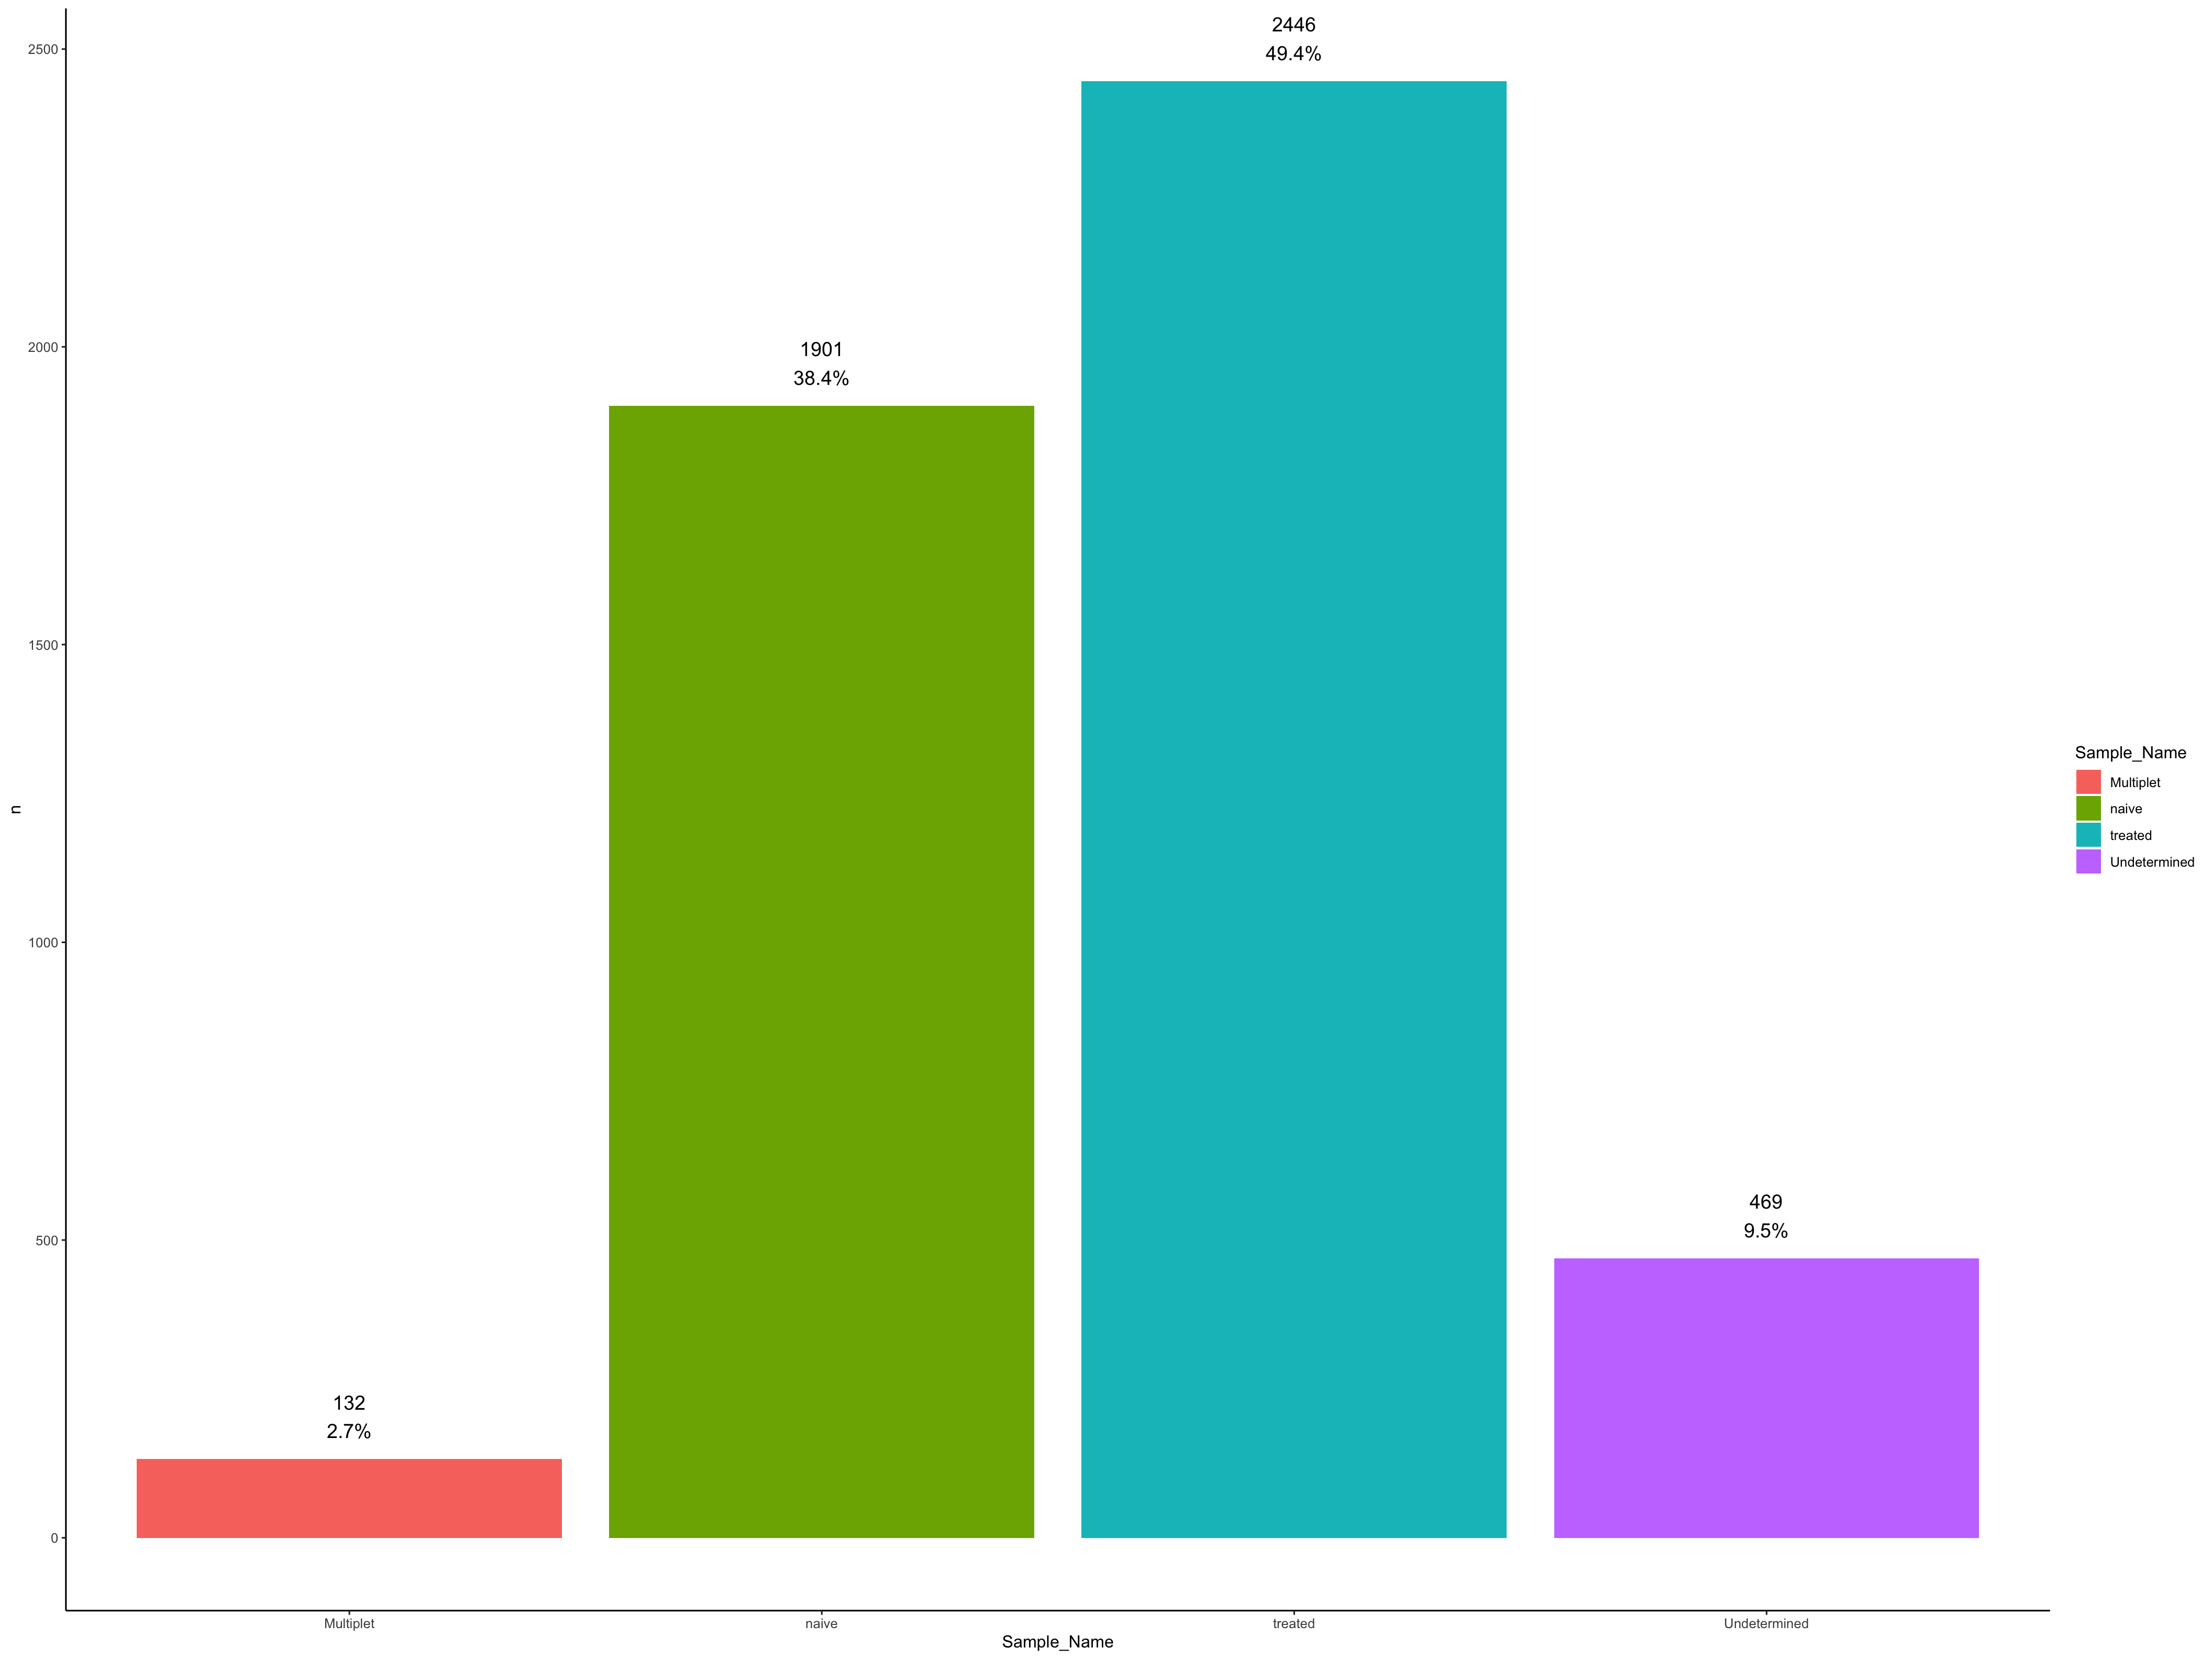 2446
49.4%
2500
2000
1901
38.4%
1500
1000
500
0
n
469
9.5%
132
2.7%
Multiplet
naive
treated
Undetermined
Sample_Name
Sample_Name
Multiplet
naive
treated
Undetermined